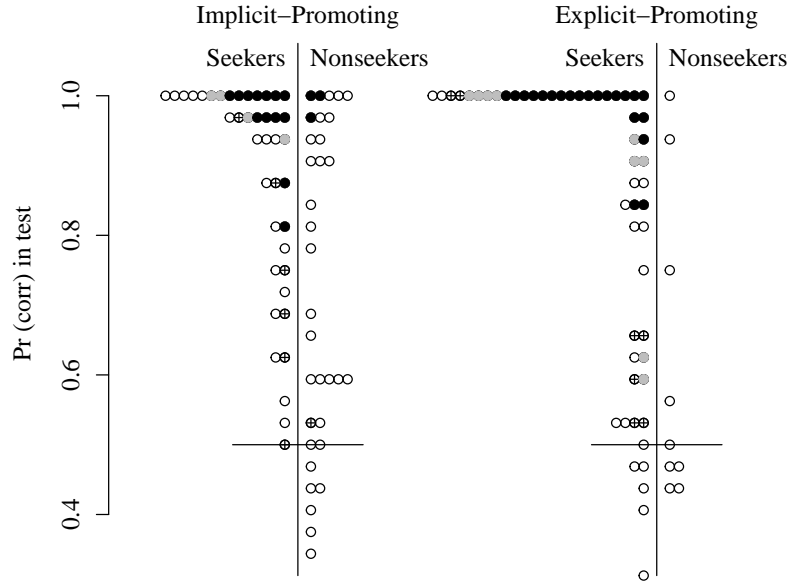 Implicit−Promoting
Explicit−Promoting
Seekers
Nonseekers
Seekers
Nonseekers
1.0
0.8
0.6
0.4
Pr (corr) in test